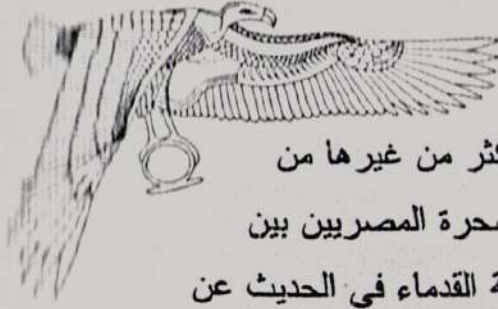 كثر من غيرها من
سحرة المصريين بين
ة القدماء فى الحديث عن